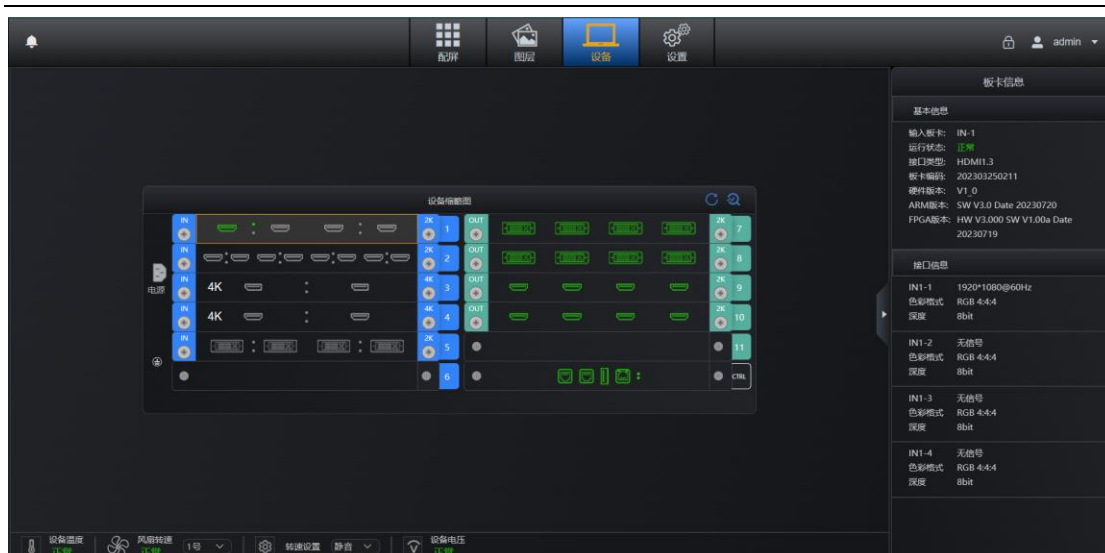 配屏 图层 设备 设置 admin
板卡信息
基本信息
输入板卡: IN-1
运行状态: 正常
接口类型: HDMI1.3
板卡编码: 202303250211
硬件版本: V1_0
ARM版本: SW V3.0 Date 20230720
FPGA版本: HW V3.000 SW V1.00a Date
20230719
接口信息
IN1-1 1920*1080@60Hz
色彩格式 RGB 4:4:4
深度 8bit
IN1-2 无信号
色彩格式 RGB 4:4:4
深度 8bit
IN1-3 无信号
色彩格式 RGB 4:4:4
深度 8bit
IN1-4 无信号
色彩格式 RGB 4:4:4
深度 8bit
设备缩略图
IN 2K 1 OUT 2K 7
IN 2K 2 OUT 2K 8
电源
IN 4K 4K 3 OUT 2K 9
IN 4K 4K 4 OUT 2K 10
IN 2K 5 11
6 CTRL
设备温度 正常 风扇转速 正常 1号 转速设置 静音 设备电压 正常